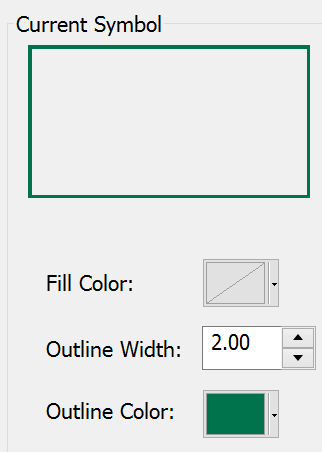 Current Symbol
Fill Color:
Outline Width: 2.00
Outline Color: